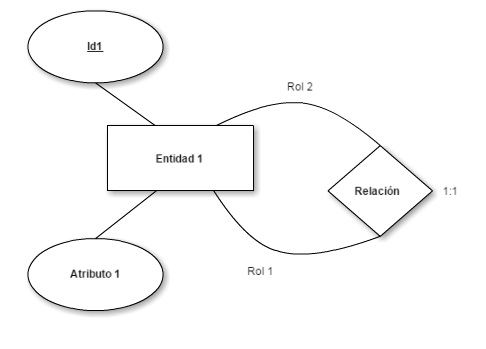 Id1
Rol 2
Entidad 1
Relación
1:1
Atributo 1
Rol 1